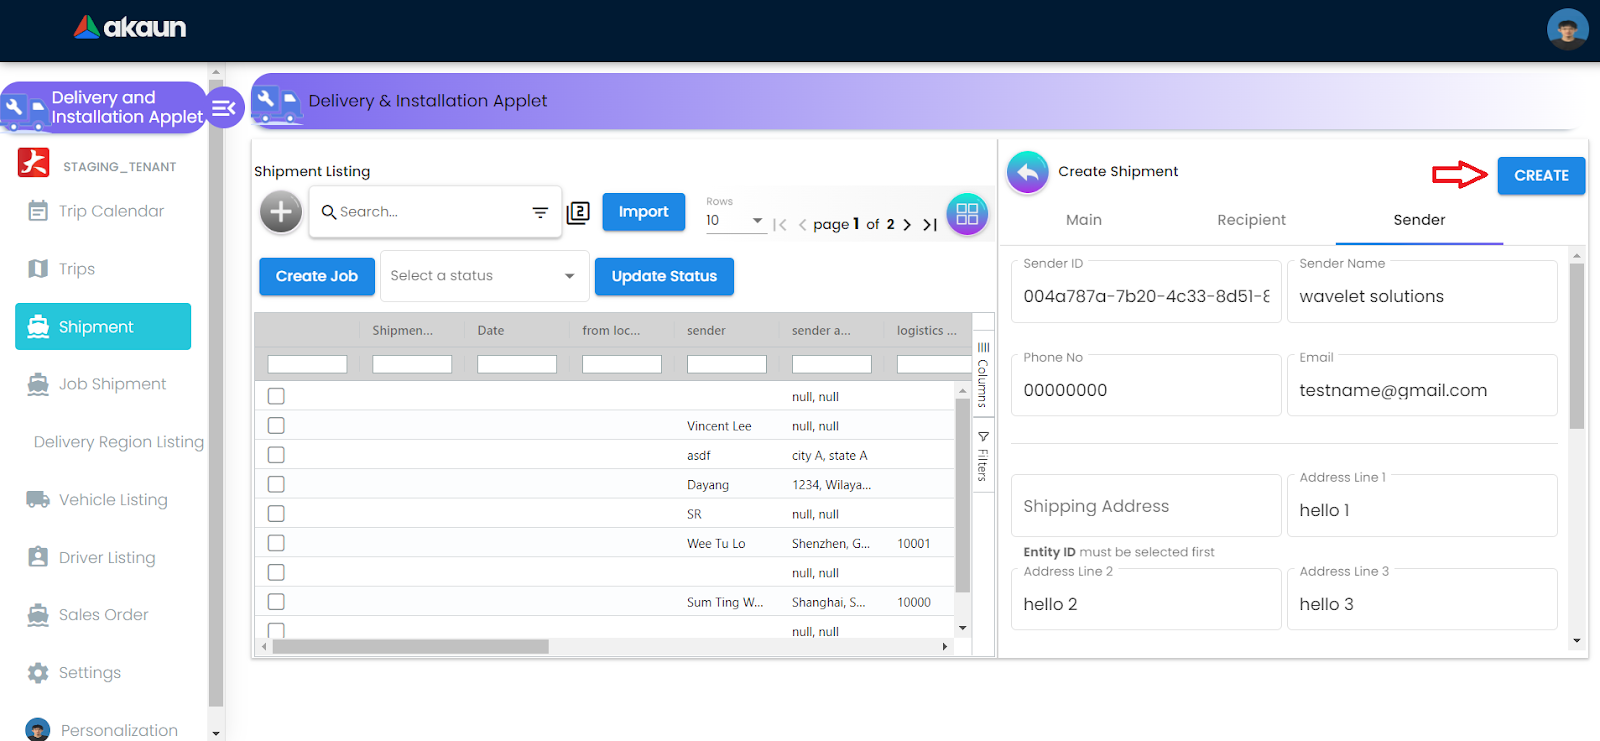 akaun
Delivery and
Installation Applet
STAGING_TENANT
Trip Calendar
Trips
Shipment
Job Shipment
Delivery Region Listing
Vehicle Listing
Driver Listing
Sales Order
Settings
Personalization
Delivery & Installation Applet
Shipment Listing
Search...
2
Import
Rows
10
page 1 of 2
Create Job
Select a status
Update Status
Shipmen... Date from loc... sender sender a... logistics ...
null, null
Vincent Lee null, null
asdf city A, state A
Dayang 1234, Wilaya...
SR null, null
Wee Tu Lo Shenzhen, G... 10001
null, null
Sum Ting W... Shanghai, S... 10000
null, null
Columns
Filters
Create Shipment
CREATE
Main Recipient Sender
Sender ID
004a787a-7b20-4c33-8d51-8
Sender Name
wavelet solutions
Phone No
00000000
Email
testname@gmail.com
Shipping Address
Entity ID must be selected first
Address Line 1
hello 1
Address Line 2
hello 2
Address Line 3
hello 3